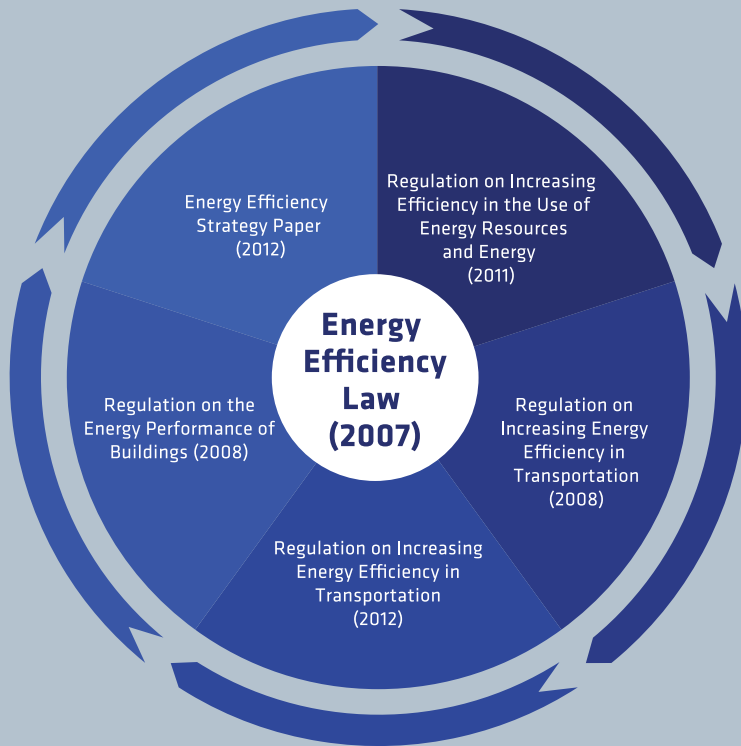 Energy
Efficiency
Law
(2007)
Regulation on Increasing
Efficiency in the Use of
Energy Resources
and Energy
(2011)
Regulation on
Increasing Energy
Efficiency in
Transportation
(2008)
Regulation on Increasing
Energy Efficiency in
Transportation
(2012)
Regulation on the
Energy Performance of
Buildings (2008)
Energy Efficiency
Strategy Paper
(2012)